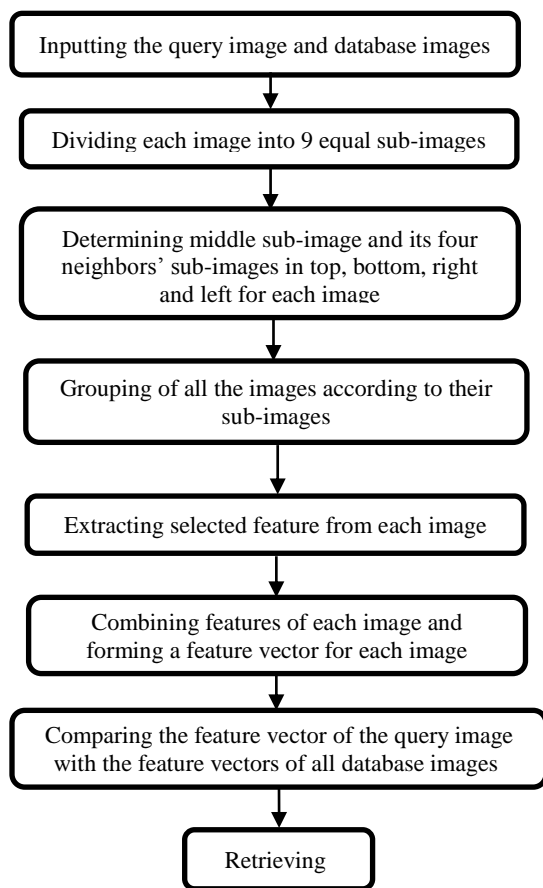 Inputting the query image and database images
Dividing each image into 9 equal sub-images
Determining middle sub-image and its four
neighbors’ sub-images in top, bottom, right
and left for each image
Grouping of all the images according to their
sub-images
Extracting selected feature from each image
Combining features of each image and
forming a feature vector for each image
Comparing the feature vector of the query image
with the feature vectors of all database images
Retrieving